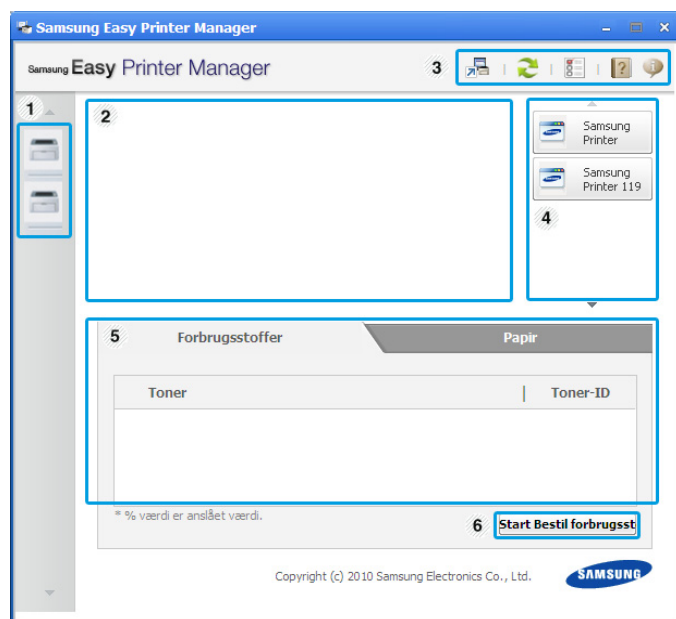 Samsung Easy Printer Manager
Samsung Easy Printer Manager
3
1
2
Samsung
Printer
Samsung
Printer 119
4
5 Forbrugsstoffer Papir
Toner Toner-ID
* % værdi er anslået værdi.
6 Start Bestil forbrugsst
Copyright (c) 2010 Samsung Electronics Co., Ltd. SAMSUNG